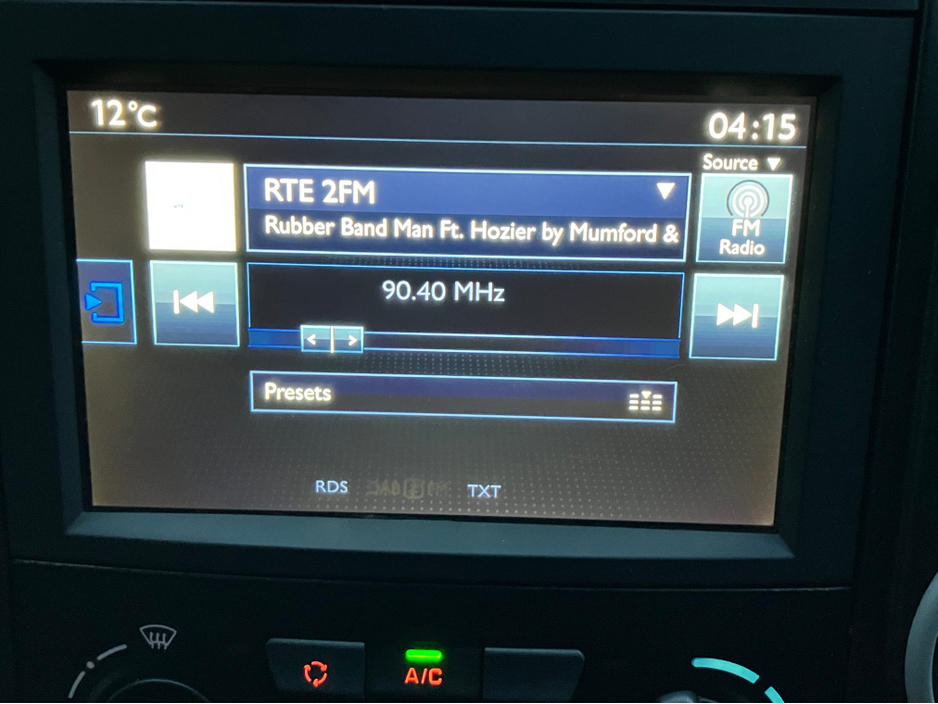 12°C
04:15
Source
RTE 2FM
Rubber Band Man Ft. Hozier by Mumford &
FM
Radio
90.40 MHz
Presets
RDS
TXT
A/C